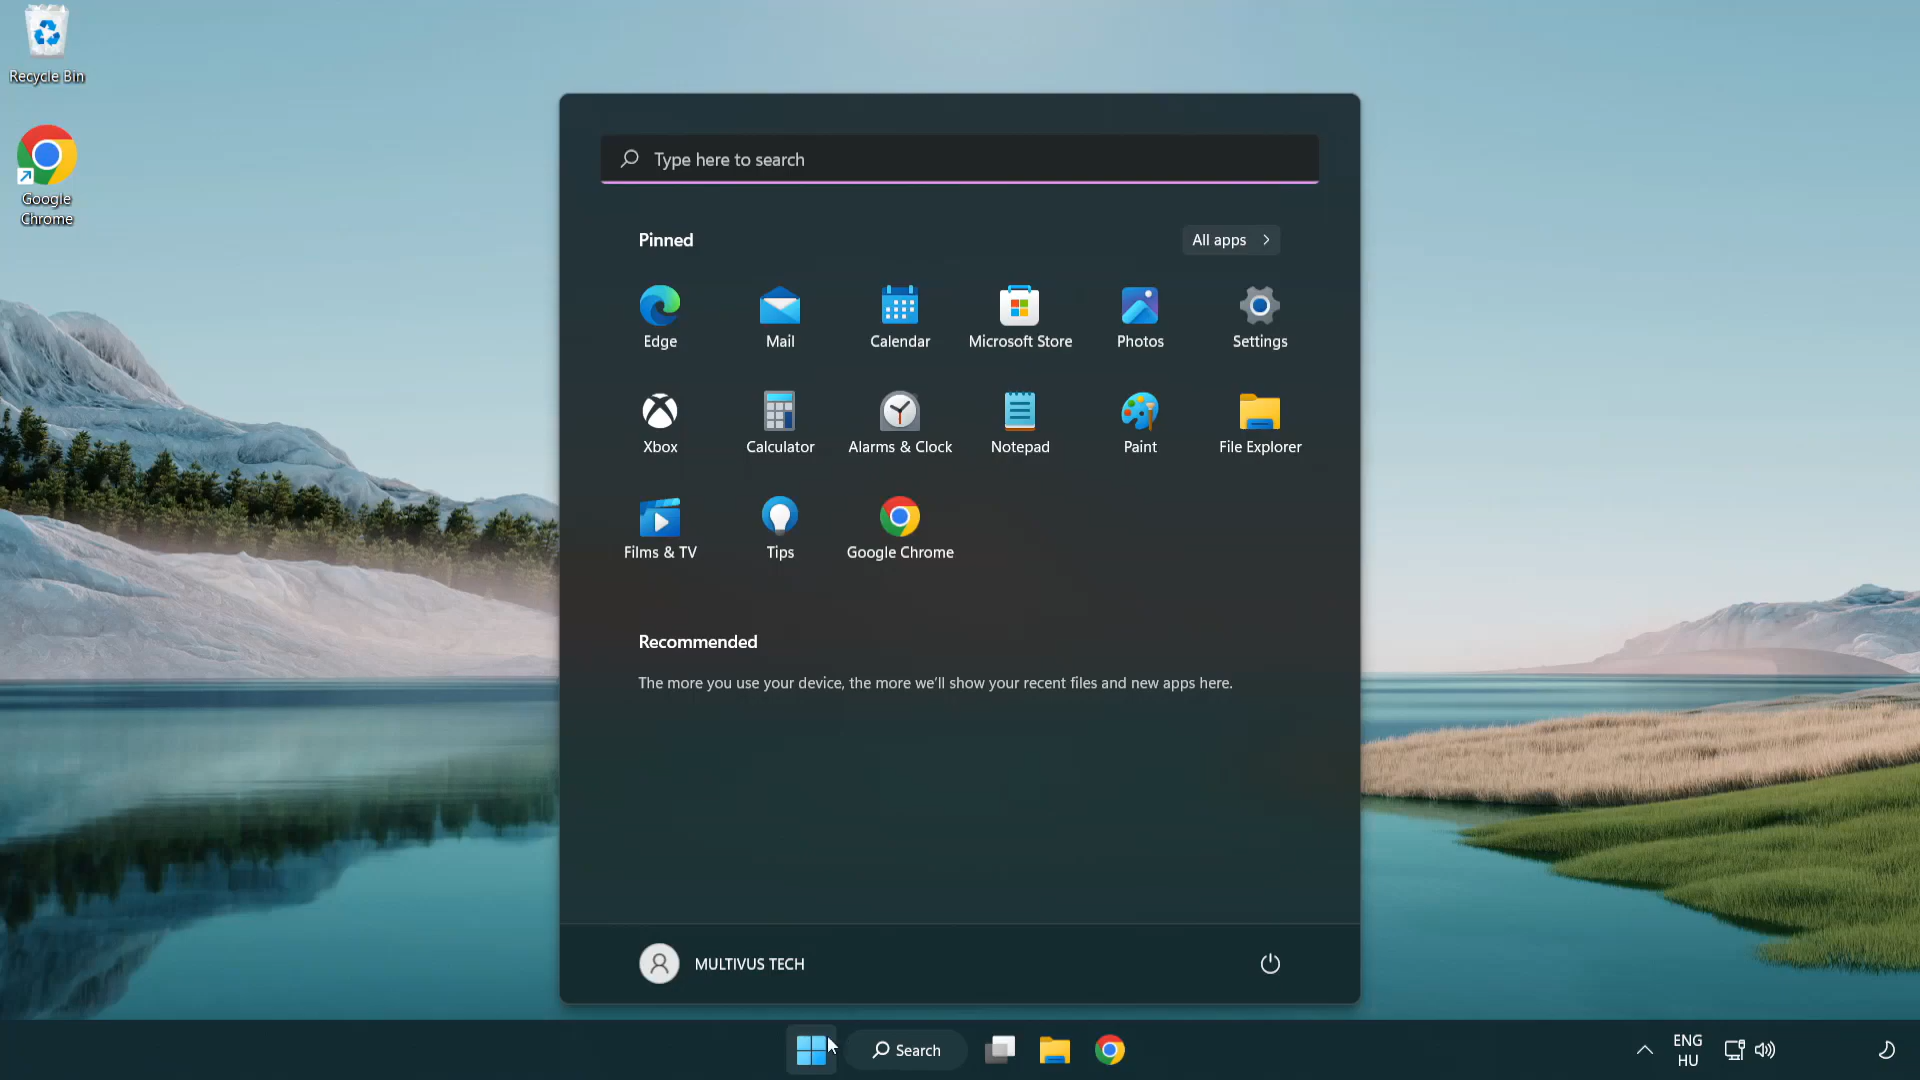 Recycle Bin
Google
Chrome
Type here to search
Pinned
All apps
Edge
Mail
Calendar
Microsoft Store
Photos
Settings
Xbox
Calculator
Alarms & Clock
Notepad
Paint
File Explorer
Films & TV
Tips
Google Chrome
Recommended
The more you use your device, the more we’ll show your recent files and new apps here.
MULTIVUS TECH
Search
ENG
HU